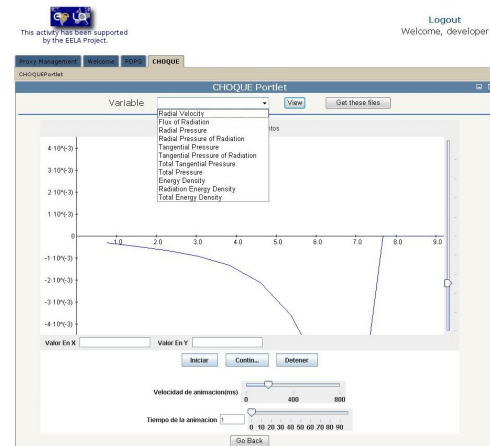 This activity has been supported
by the EELA Project.
Logout
Welcome, developer
Proxy Management Welcome PDPG CHOQUE
CHOQUEPortlet
CHOQUE Portlet
Variable View Get these files
Radial Velocity
Flux of Radiation
Radial Pressure
Radial Pressure of Radiation
Tangential Pressure
Tangential Pressure of Radiation
Total Tangential Pressure
Total Pressure
Energy Density
Radiation Energy Density
Total Energy Density
4·10^(-3)
3·10^(-3)
2·10^(-3)
1·10^(-3)
0
1.0 2.0 3.0 4.0 5.0 6.0 7.0 8.0 9.0
-1·10^(-3)
-2·10^(-3)
-3·10^(-3)
-4·10^(-3)
Valor En X Valor En Y
Iniciar Contin... Detener
Velocidad de animacion(ms)
0 400 800
Tiempo de la animacion 1
0 10 20 30 40 50 60 70 80 90
Go Back